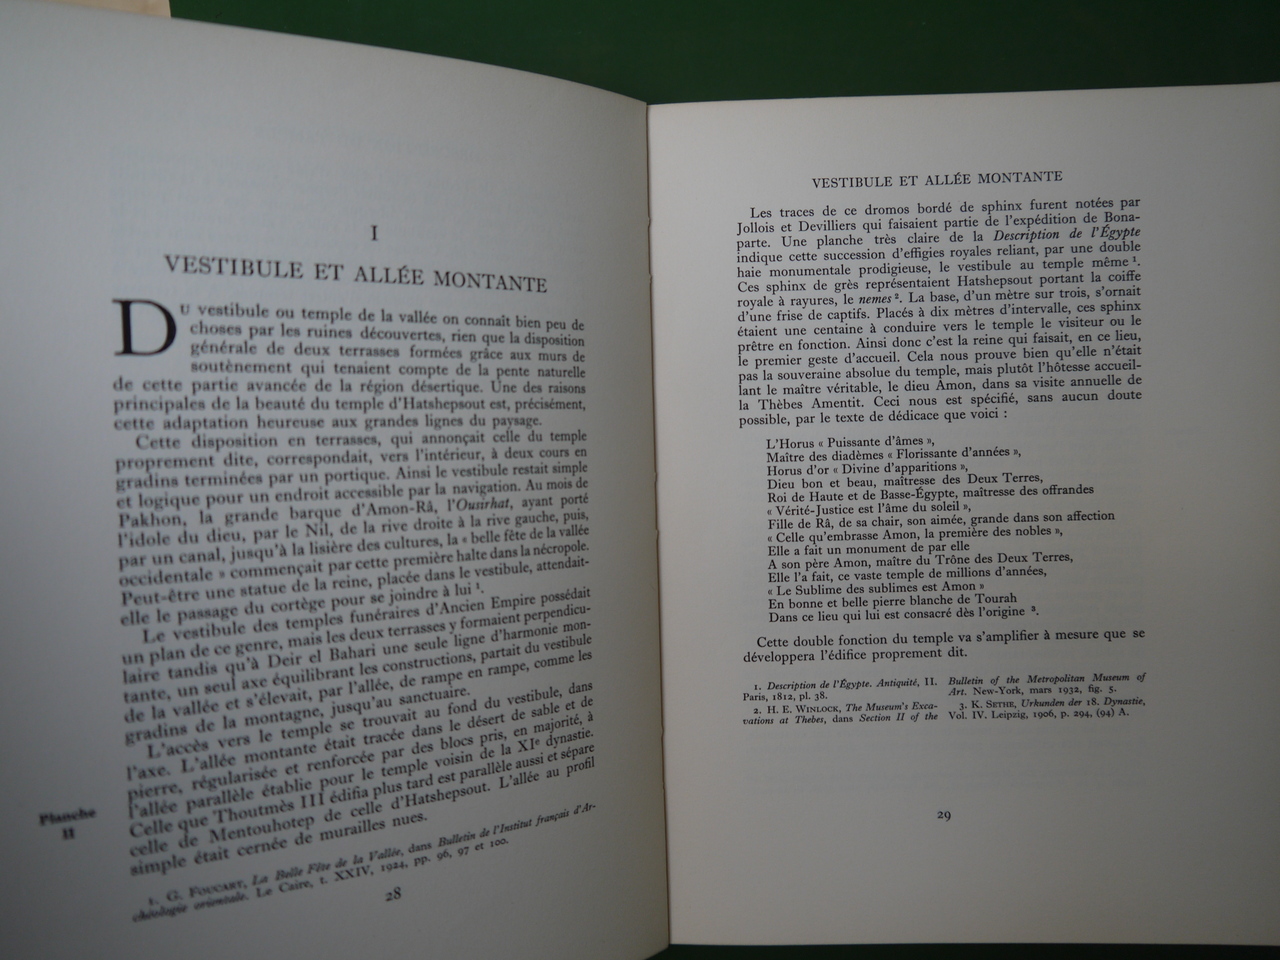 I
VESTIBULE ET ALLÉE MONTANTE
DU vestibule ou temple de la vallée on connaît bien peu de
choses par les ruines découvertes, rien que la disposition
générale de deux terrasses formées grâce aux murs de
soutènement qui tenaient compte de la pente naturelle
de cette partie avancée de la région désertique. Une des raisons
principales de la beauté du temple d'Hatshepsout est, précisément,
cette adaptation heureuse aux grandes lignes du paysage.
Cette disposition en terrasses, qui annonçait celle du temple
proprement dite, correspondait, vers l'intérieur, à deux cours en
gradins terminées par un portique. Ainsi le vestibule restait simple
et logique pour un endroit accessible par la navigation. Au mois de
Pakhon, la grande barque d'Amon-Râ, l'Ousirhat, ayant porté
l'idole du dieu, par le Nil, de la rive droite à la rive gauche, puis,
par un canal, jusqu'à la lisière des cultures, la « belle fête de la vallée
occidentale » commençait par cette première halte dans la nécropole.
Peut-être une statue de la reine, placée dans le vestibule, attendait-
elle le passage du cortège pour se joindre à lui ¹.
Le vestibule des temples funéraires d'Ancien Empire possédait
un plan de ce genre, mais les deux terrasses y formaient perpendicu-
laire tandis qu'à Deir el Bahari une seule ligne d'harmonie mon-
tante, un seul axe équilibrant les constructions, partait du vestibule
de la vallée et s'élevait, par l'allée, de rampe en rampe, comme les
gradins de la montagne, jusqu'au sanctuaire.
L'accès vers le temple se trouvait au fond du vestibule, dans
l'axe. L'allée montante était tracée dans le désert de sable et de
pierre, régularisée et renforcée par des blocs pris, en majorité, à
l'allée parallèle établie pour le temple voisin de la XIe dynastie.
Celle que Thoutmès III édifia plus tard est parallèle aussi et sépare
celle de Mentouhotep de celle d'Hatshepsout. L'allée au profil
simple était cernée de murailles nues.
Planche
II
1. G. FOUCART, La Belle Fête de la Vallée, dans Bulletin de l'Institut français d'Ar-
chéologie orientale. Le Caire, t. XXIV, 1924, pp. 96, 97 et 100.
28
VESTIBULE ET ALLÉE MONTANTE
Les traces de ce dromos bordé de sphinx furent notées par
Jollois et Devilliers qui faisaient partie de l'expédition de Bona-
parte. Une planche très claire de la Description de l'Égypte
indique cette succession d'effigies royales reliant, par une double
haie monumentale prodigieuse, le vestibule au temple même ¹.
Ces sphinx de grès représentaient Hatshepsout portant la coiffe
royale à rayures, le nemes ². La base, d'un mètre sur trois, s'ornait
d'une frise de captifs. Placés à dix mètres d'intervalle, ces sphinx
étaient une centaine à conduire vers le temple le visiteur ou le
prêtre en fonction. Ainsi donc c'est la reine qui faisait, en ce lieu,
le premier geste d'accueil. Cela nous prouve bien qu'elle n'était
pas la souveraine absolue du temple, mais plutôt l'hôtesse accueil-
lant le maître véritable, le dieu Amon, dans sa visite annuelle de
la Thèbes Amentit. Ceci nous est spécifié, sans aucun doute
possible, par le texte de dédicace que voici :
L'Horus « Puissante d'âmes »,
Maître des diadèmes « Florissante d'années »,
Horus d'or « Divine d'apparitions »,
Dieu bon et beau, maîtresse des Deux Terres,
Roi de Haute et de Basse-Égypte, maîtresse des offrandes
« Vérité-Justice est l'âme du soleil »,
Fille de Râ, de sa chair, son aimée, grande dans son affection
« Celle qu'embrasse Amon, la première des nobles »,
Elle a fait un monument de par elle
A son père Amon, maître du Trône des Deux Terres,
Elle l'a fait, ce vaste temple de millions d'années,
« Le Sublime des sublimes est Amon »
En bonne et belle pierre blanche de Tourah
Dans ce lieu qui lui est consacré dès l'origine ³.
Cette double fonction du temple va s'amplifier à mesure que se
développera l'édifice proprement dit.
1. Description de l'Égypte. Antiquité, II.
Paris, 1812, pl. 38.
2. H. E. WINLOCK, The Museum's Exca-
vations at Thebes, dans Section II of the
Bulletin of the Metropolitan Museum of
Art. New-York, mars 1932, fig. 5.
3. K. SETHE, Urkunden der 18. Dynastie,
Vol. IV. Leipzig, 1906, p. 294, (94) A.
29